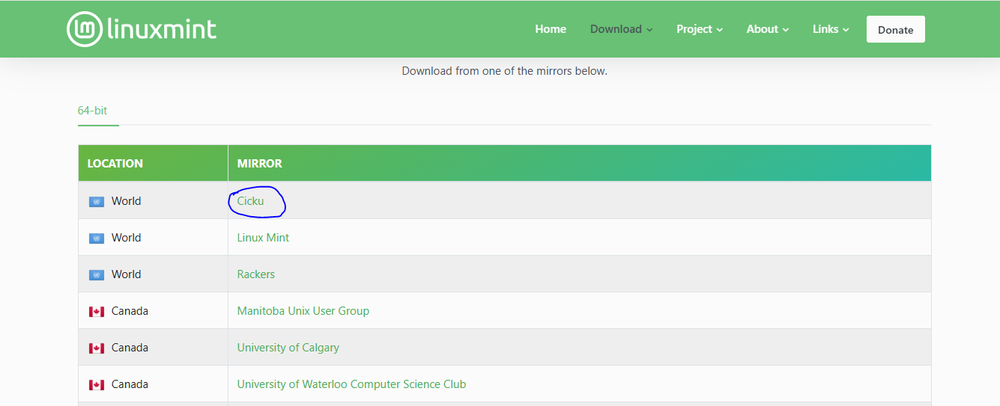 linuxmint Home Download Project About Links Donate
Download from one of the mirrors below.
64-bit
LOCATION MIRROR
World Cicku
World Linux Mint
World Rackers
Canada Manitoba Unix User Group
Canada University of Calgary
Canada University of Waterloo Computer Science Club